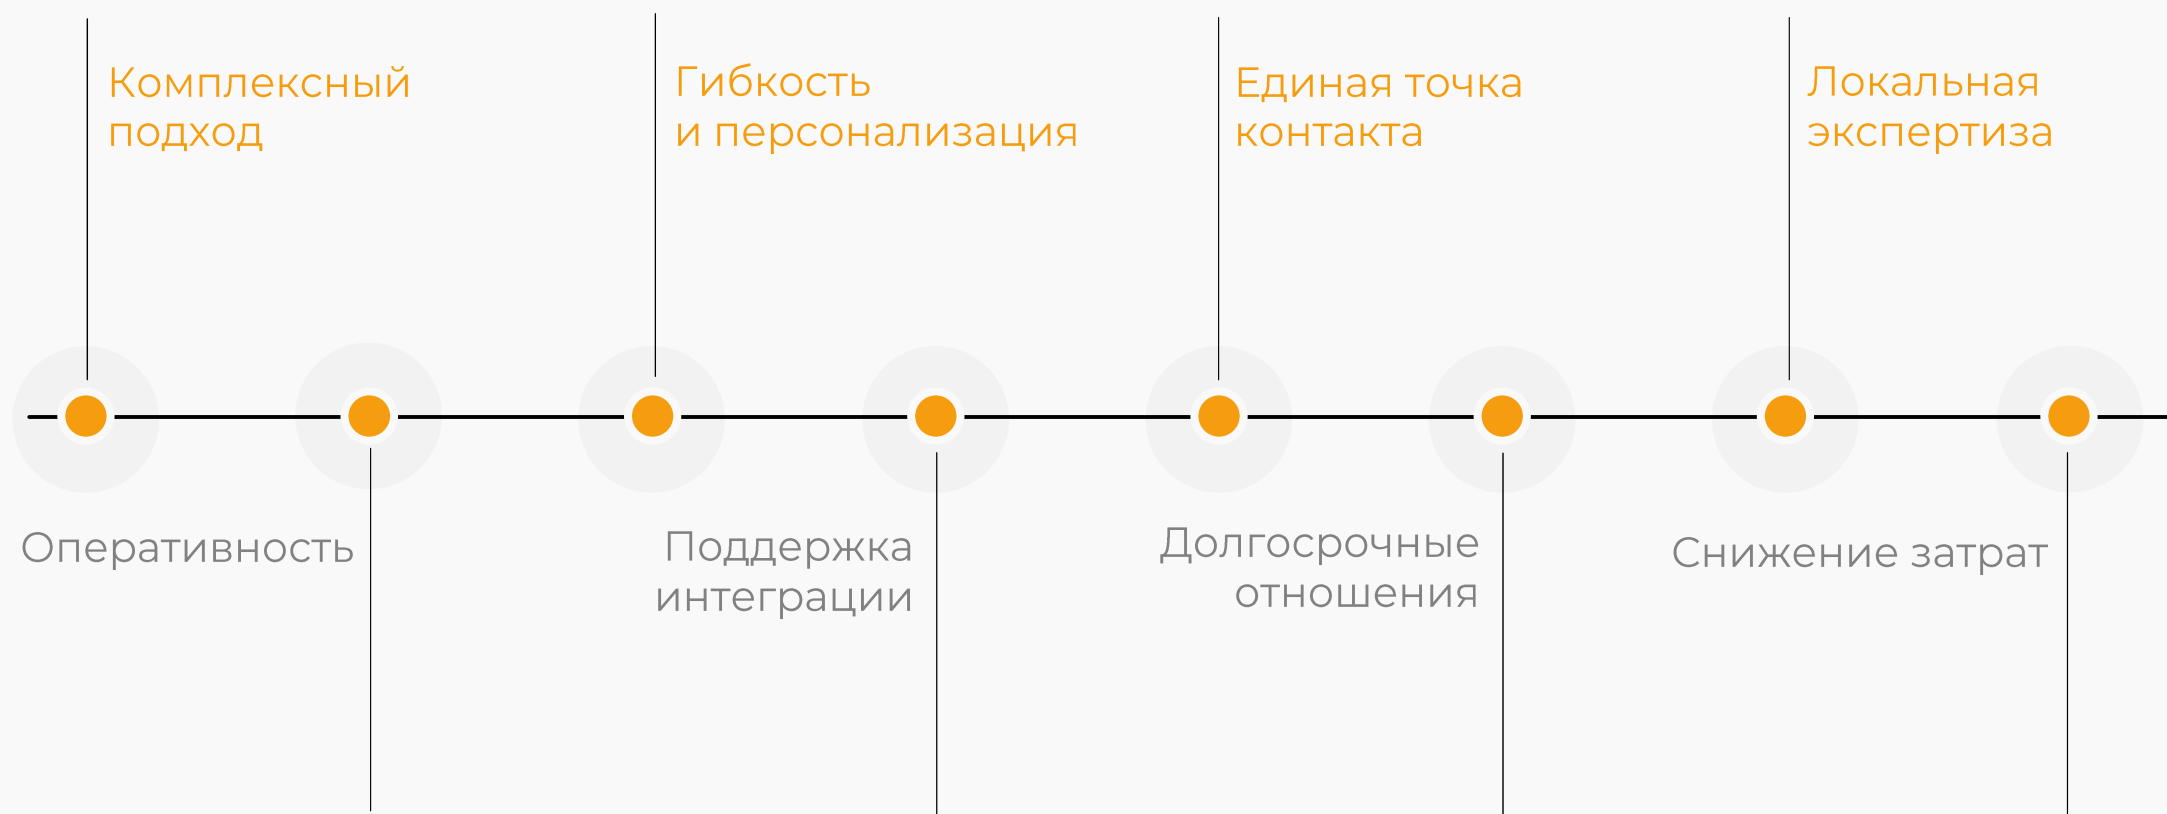 Комплексный
подход
Гибкость
и персонализация
Единая точка
контакта
Локальная
экспертиза
Оперативность
Поддержка
интеграции
Долгосрочные
отношения
Снижение затрат